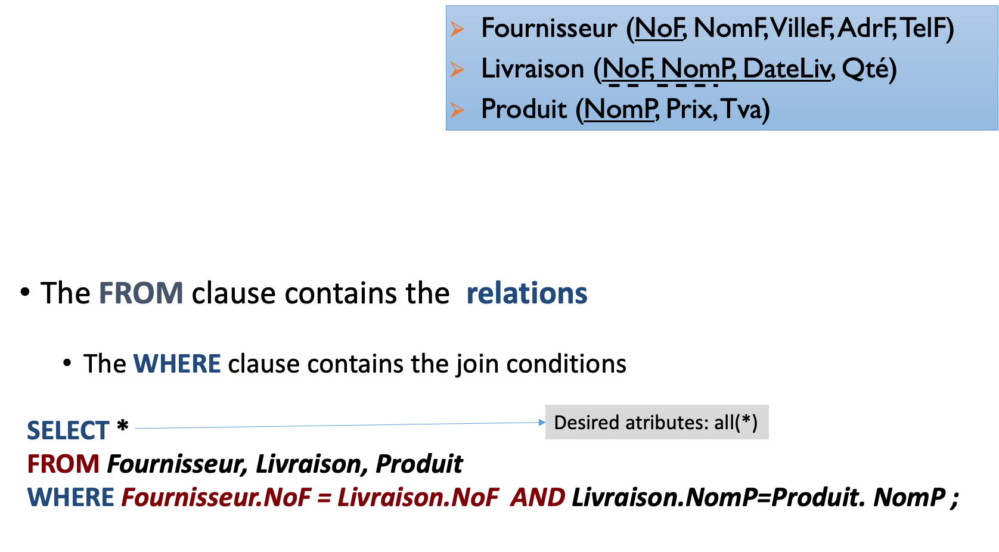 ➢ Fournisseur (NoF, NomF, VilleF, AdrF, TelF)
➢ Livraison (NoF, NomP, DateLiv, Qté)
➢ Produit (NomP, Prix, Tva)
• The FROM clause contains the relations
• The WHERE clause contains the join conditions
SELECT *
Desired atributes: all(*)
FROM Fournisseur, Livraison, Produit
WHERE Fournisseur.NoF = Livraison.NoF AND Livraison.NomP=Produit. NomP ;